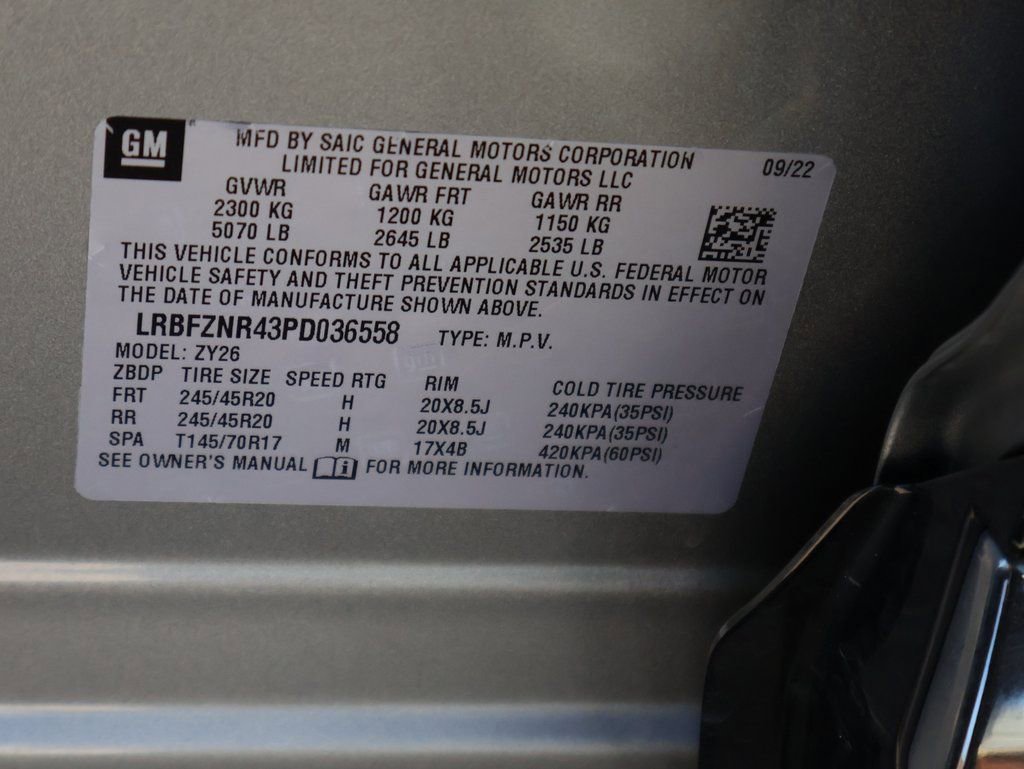 GM
MFD BY SAIC GENERAL MOTORS CORPORATION 09/22
LIMITED FOR GENERAL MOTORS LLC
GVWR GAWR FRT GAWR RR
2300 KG 1200 KG 1150 KG
5070 LB 2645 LB 2535 LB
THIS VEHICLE CONFORMS TO ALL APPLICABLE U.S. FEDERAL MOTOR
VEHICLE SAFETY AND THEFT PREVENTION STANDARDS IN EFFECT ON
THE DATE OF MANUFACTURE SHOWN ABOVE.
LRBFZNR43PD036558 TYPE: M.P.V.
MODEL: ZY26
ZBDP TIRE SIZE SPEED RTG RIM COLD TIRE PRESSURE
FRT 245/45R20 H 20X8.5J 240KPA(35PSI)
RR 245/45R20 H 20X8.5J 240KPA(35PSI)
SPA T145/70R17 M 17X4B 420KPA(60PSI)
SEE OWNER'S MANUAL i FOR MORE INFORMATION.